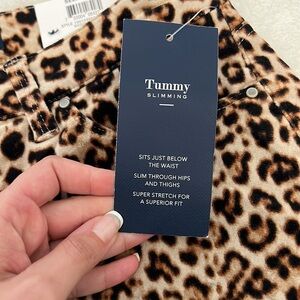 Tummy
SLIMMING
SITS JUST BELOW
THE WAIST
SLIM THROUGH HIPS
AND THIGHS
SUPER STRETCH FOR
A SUPERIOR FIT